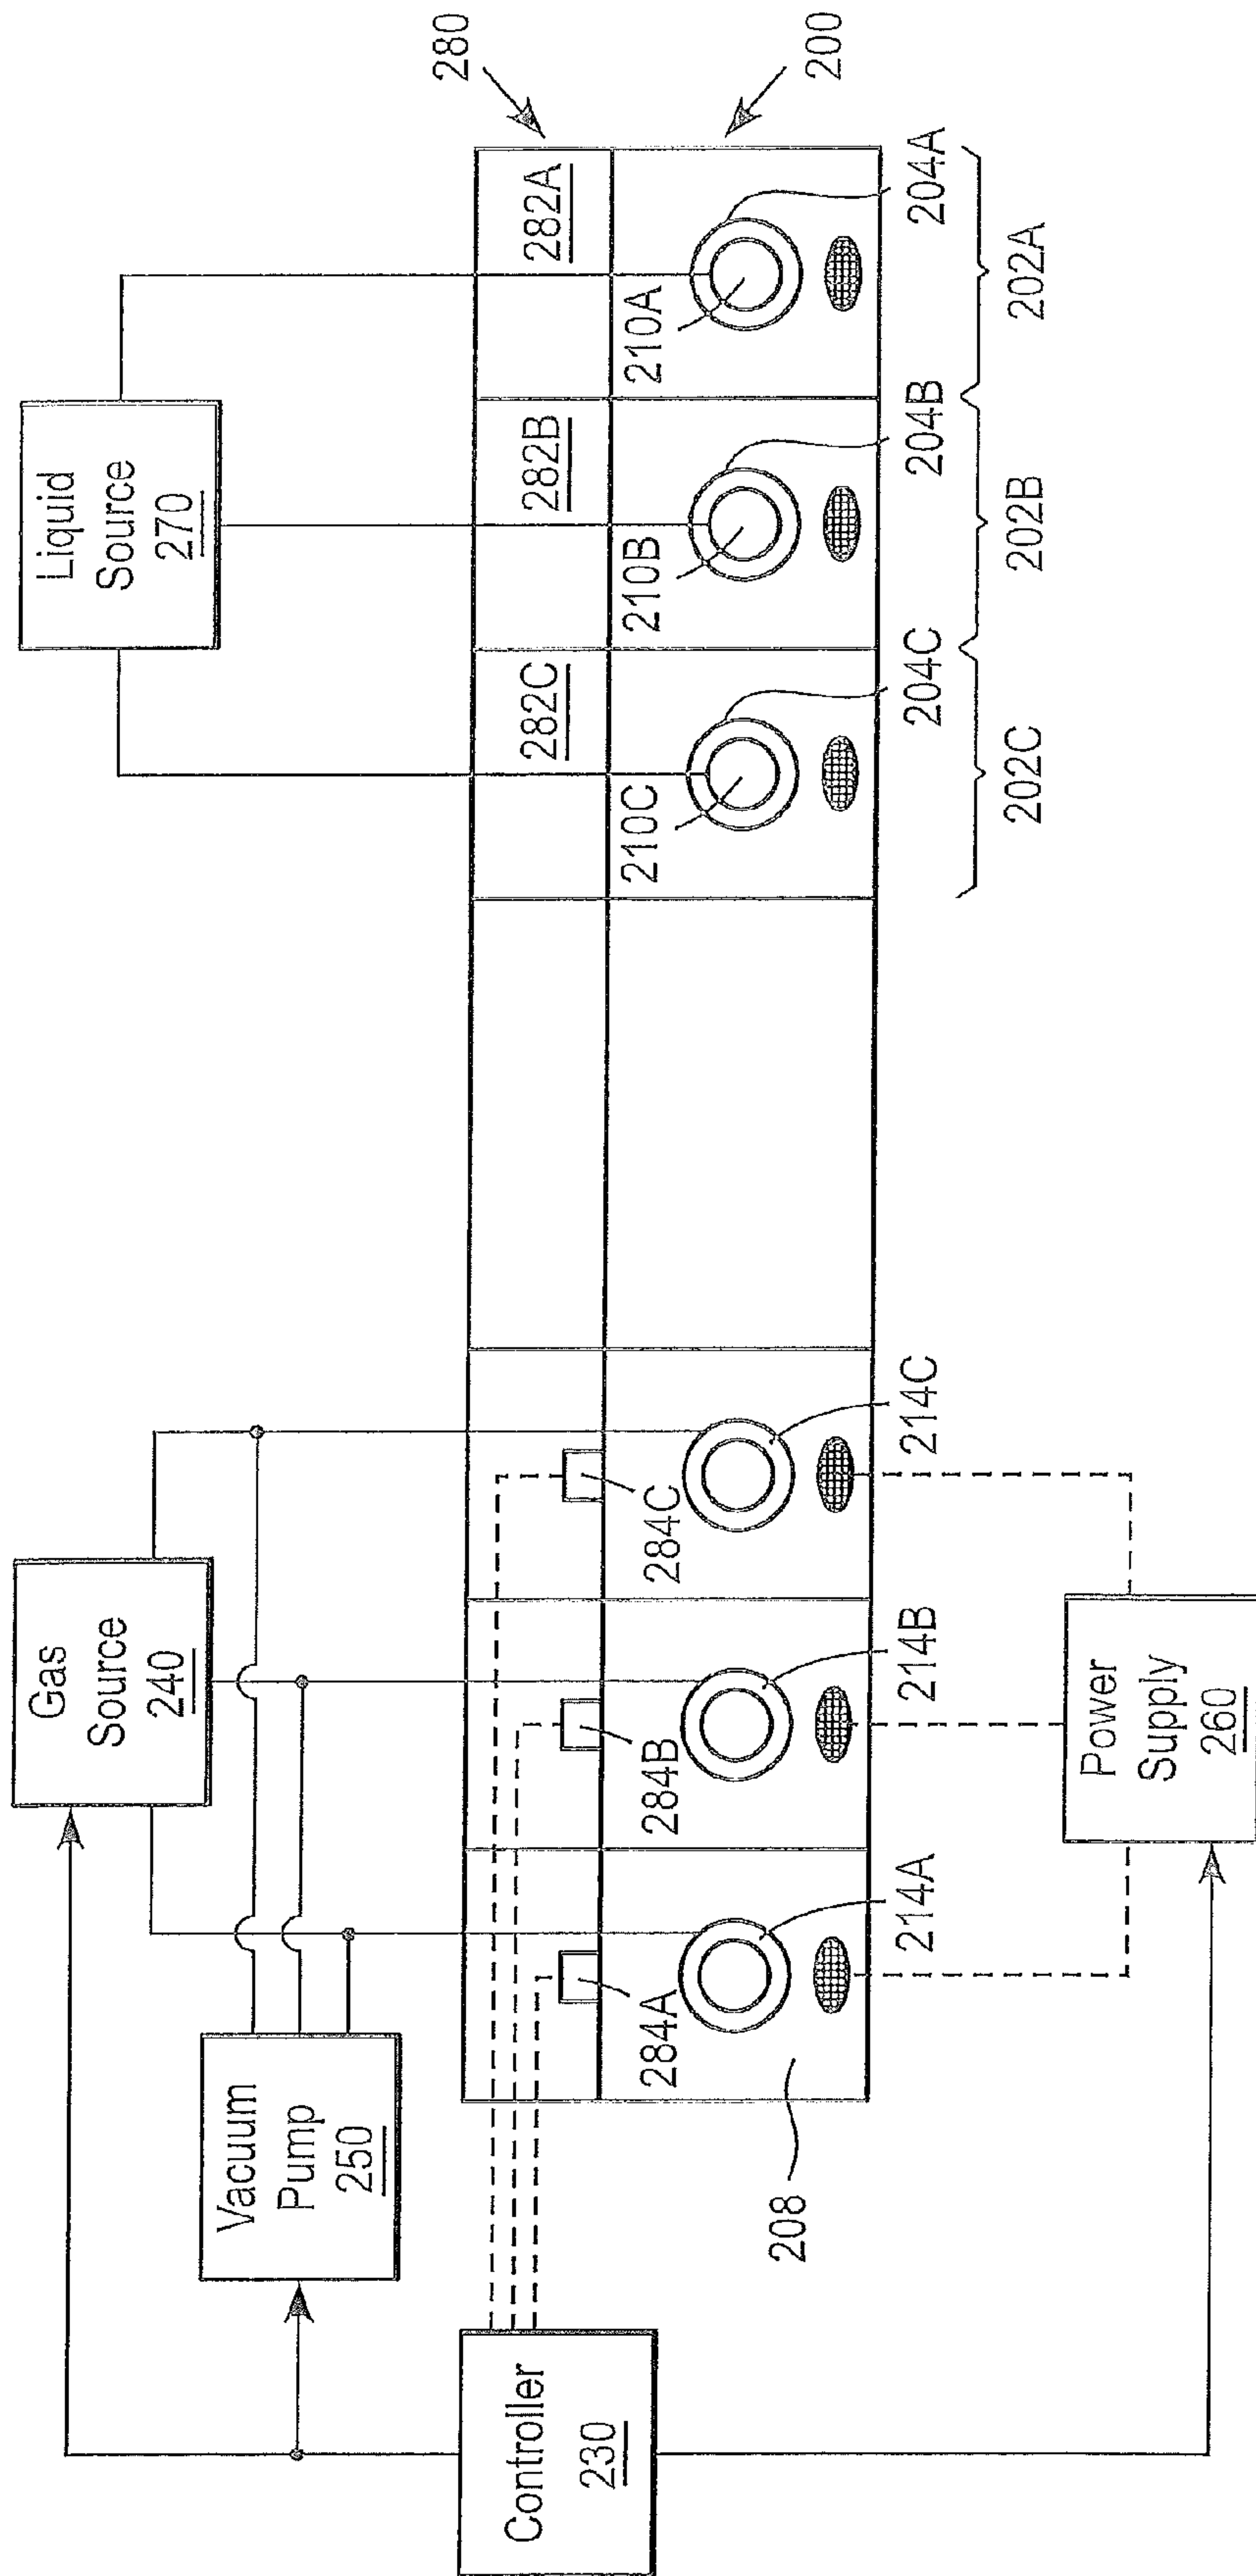 Gas
Source
240
Liquid
Source
270
Vacuum
Pump
250
Controller
230
280
200
282C
282B
282A
284A
284B
284C
210C
210B
210A
208
214A
214B
214C
204C
204B
204A
202C
202B
202A
Power
Supply
260